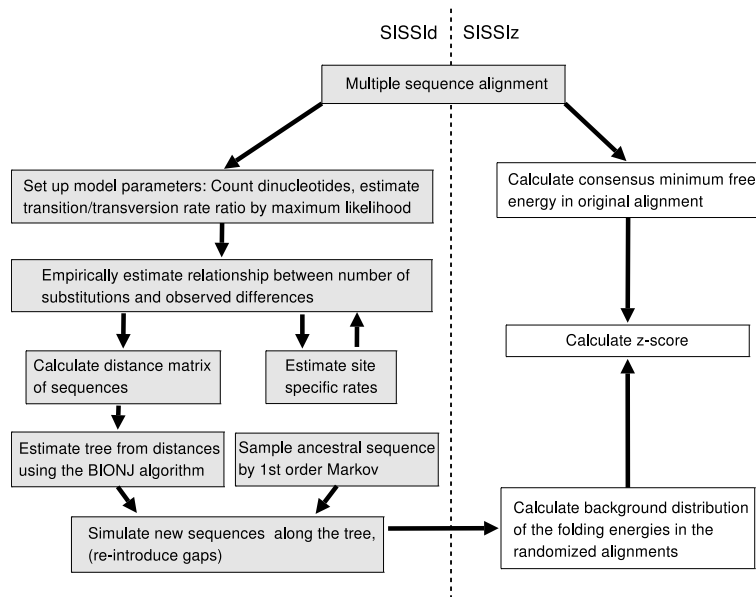 SISSId SISSIz
Multiple sequence alignment
Set up model parameters: Count dinucleotides, estimate
transition/transversion rate ratio by maximum likelihood
Calculate consensus minimum free
energy in original alignment
Empirically estimate relationship between number of
substitutions and observed differences
Calculate distance matrix
of sequences
Estimate site
specific rates
Calculate z-score
Estimate tree from distances
using the BIONJ algorithm
Sample ancestral sequence
by 1st order Markov
Simulate new sequences along the tree,
(re-introduce gaps)
Calculate background distribution
of the folding energies in the
randomized alignments